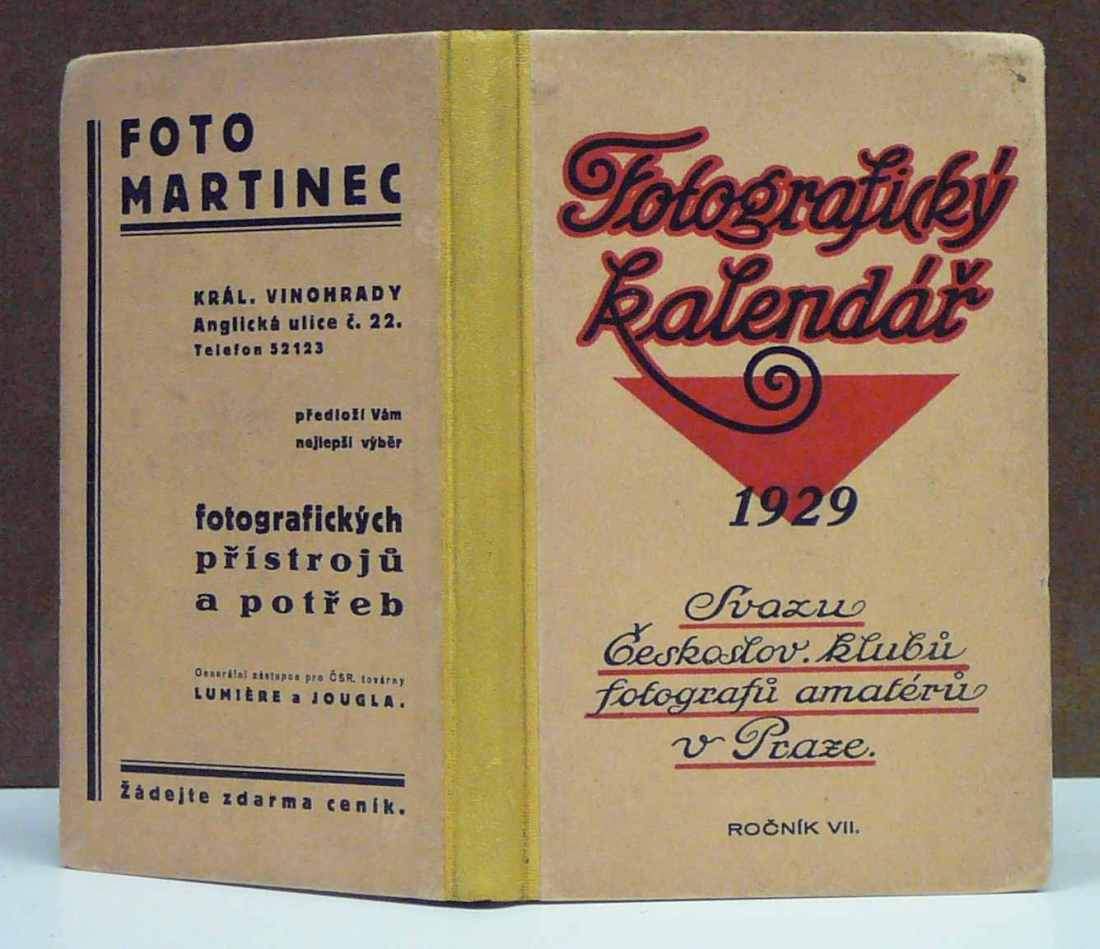 FOTO
MARTINEC
KRÁL. VINOHRADY
Anglická ulice č. 22.
Telefon 52123
předloží Vám
nejlepší výběr
fotografických
přístrojů
a potřeb
Generální zástupce pro ČSR. továrny
LUMIÈRE a JOUGLA.
Žádejte zdarma ceník.
Fotografický
kalendář
1929
Svazu
Českoslov. klubů
fotografů amatérů
v Praze.
ROČNÍK VII.